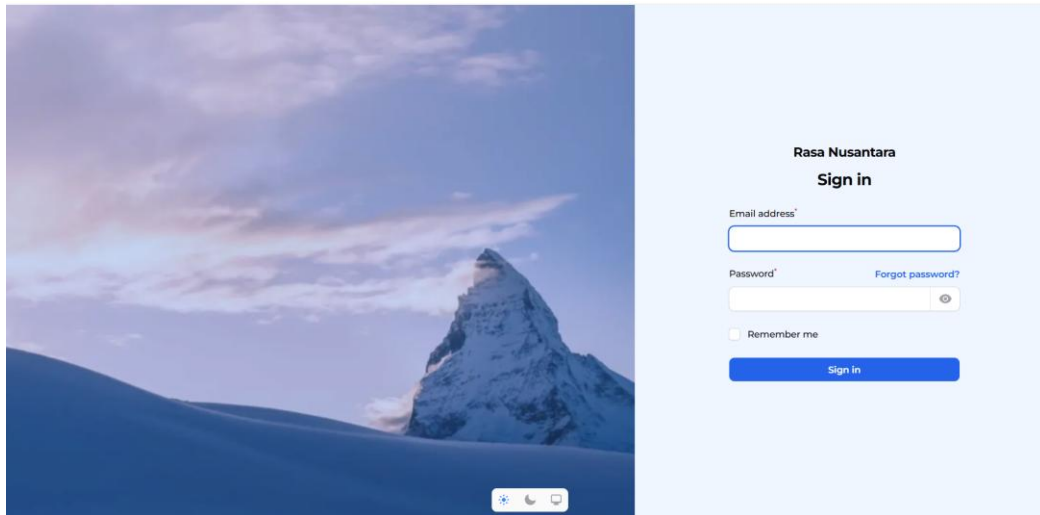 Rasa Nusantara
Sign in
Email address*
Password* Forgot password?
Remember me
Sign in